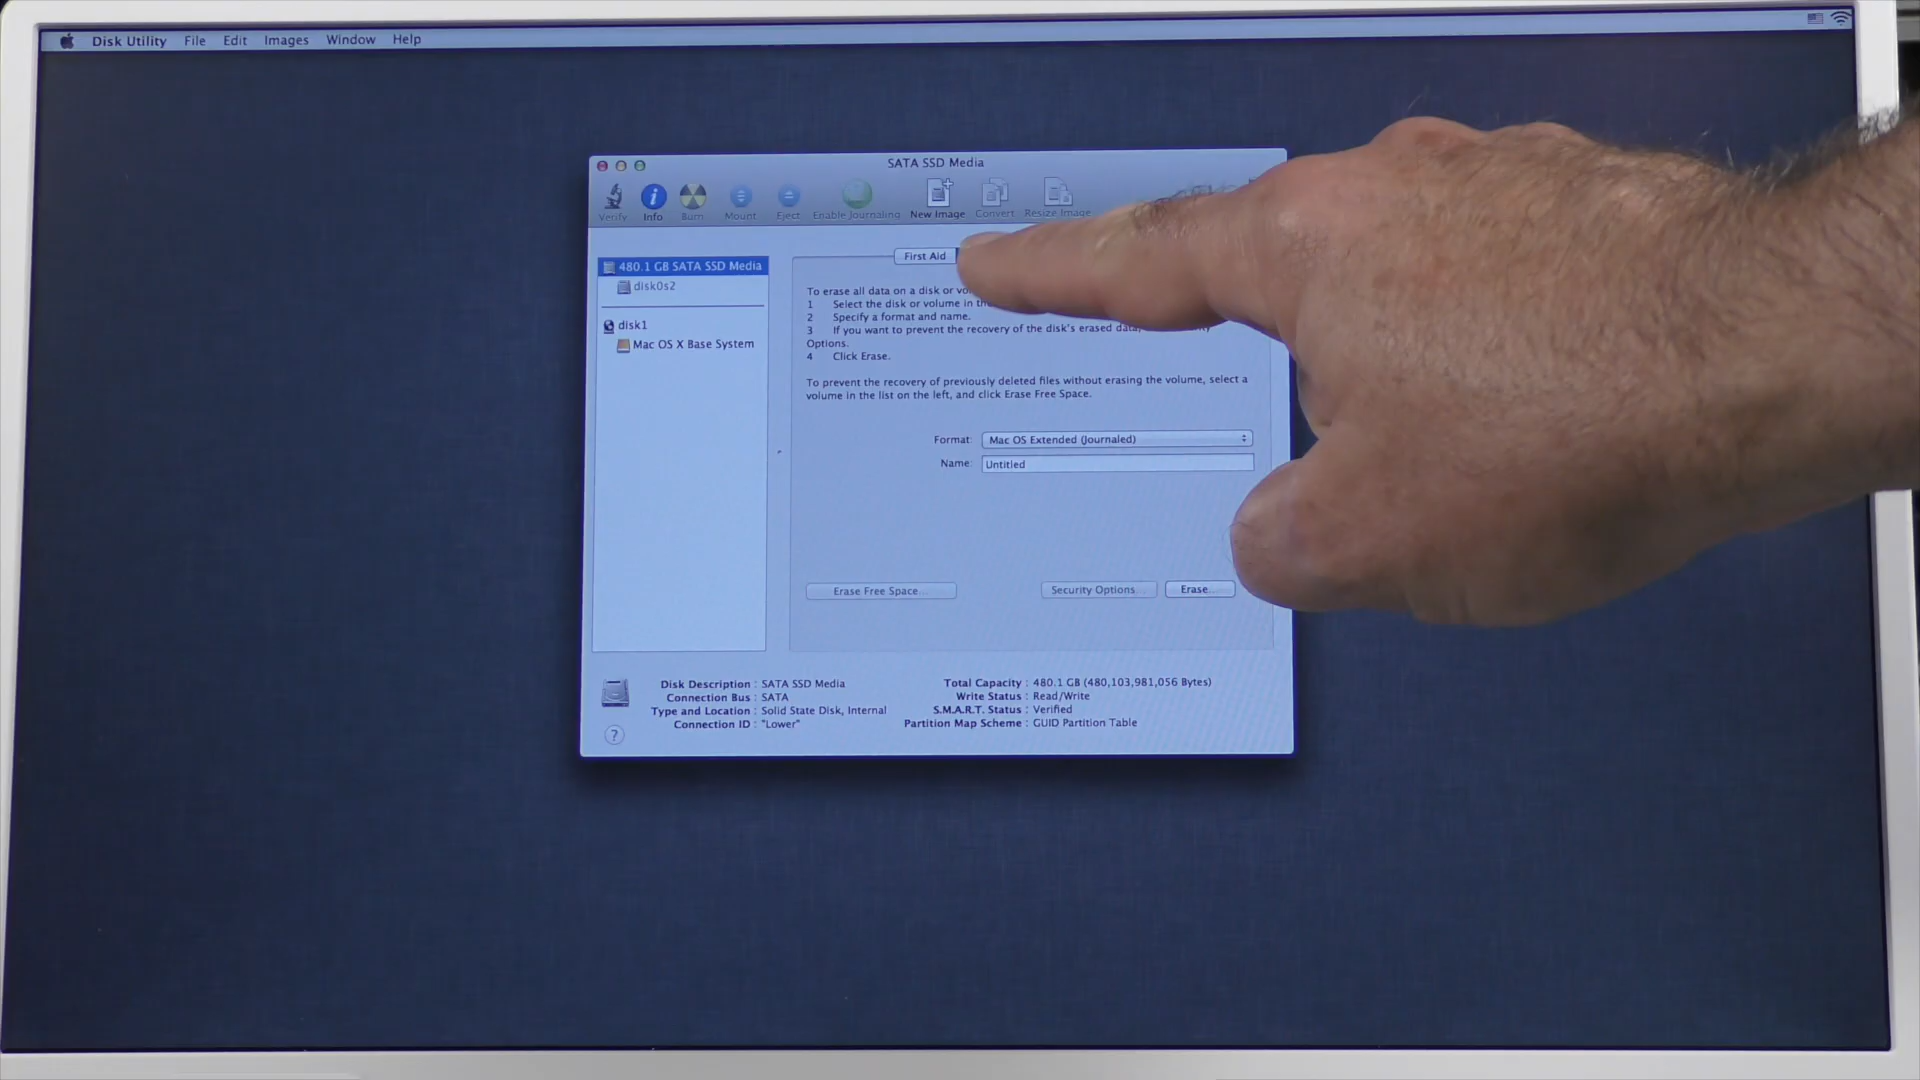 Disk Utility File Edit Images Window Help
SATA SSD Media
Verify Info Burn Mount Eject Enable Journaling New Image Convert Resize Image
First Aid
480.1 GB SATA SSD Media
disk0s2
disk1
Mac OS X Base System
To erase all data on a disk or
1 Select the disk or volume in
2 Specify a format and name.
3 If you want to prevent the recovery of the disk's erased
Options.
4 Click Erase.
To prevent the recovery of previously deleted files without erasing the volume, select a
volume in the list on the left, and click Erase Free Space.
Format: Mac OS Extended (Journaled)
Name: Untitled
Erase Free Space... Security Options... Erase...
Disk Description : SATA SSD Media
Connection Bus : SATA
Type and Location : Solid State Disk, Internal
Connection ID : "Lower"
Total Capacity : 480.1 GB (480,103,981,056 Bytes)
Write Status : Read/Write
S.M.A.R.T. Status : Verified
Partition Map Scheme : GUID Partition Table
?